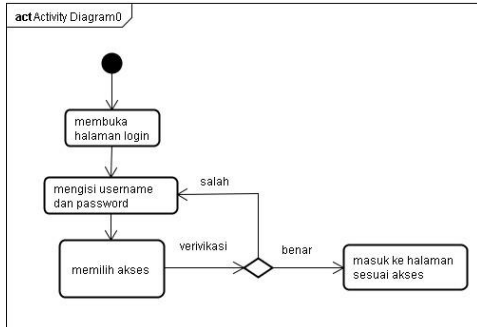 act Activity Diagram0
membuka
halaman login
mengisi username
dan password
salah
memilih akses
verivikasi
benar
masuk ke halaman
sesuai akses